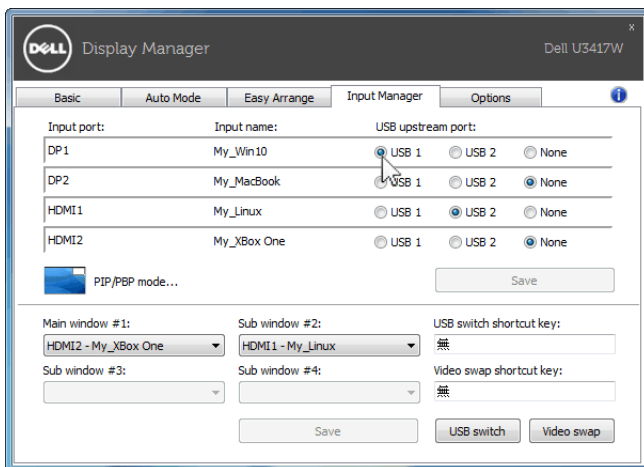 DELL Display Manager Dell U3417W
Basic Auto Mode Easy Arrange Input Manager Options
Input port: Input name: USB upstream port:
DP1 My_Win10 USB 1 USB 2 None
DP2 My_MacBook USB 1 USB 2 None
HDMI1 My_Linux USB 1 USB 2 None
HDMI2 My_XBox One USB 1 USB 2 None
PIP/PBP mode... Save
Main window #1: Sub window #2: USB switch shortcut key:
HDMI2 - My_XBox One HDMI1 - My_Linux 無
Sub window #3: Sub window #4: Video swap shortcut key:
無
Save USB switch Video swap